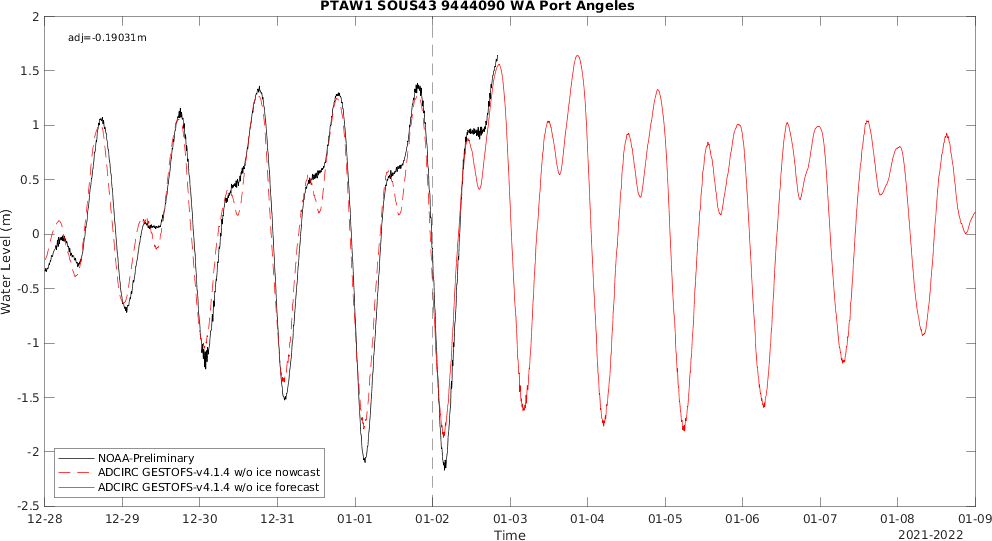 PTAW1 SOUS43 9444090 WA Port Angeles
adj=-0.19031m
2
1.5
1
0.5
0
-0.5
-1
-1.5
-2
-2.5
Water Level (m)
NOAA-Preliminary
ADCIRC GESTOFS-v4.1.4 w/o ice nowcast
ADCIRC GESTOFS-v4.1.4 w/o ice forecast
12-28 12-29 12-30 12-31 01-01 01-02 01-03 01-04 01-05 01-06 01-07 01-08 01-09
Time
2021-2022